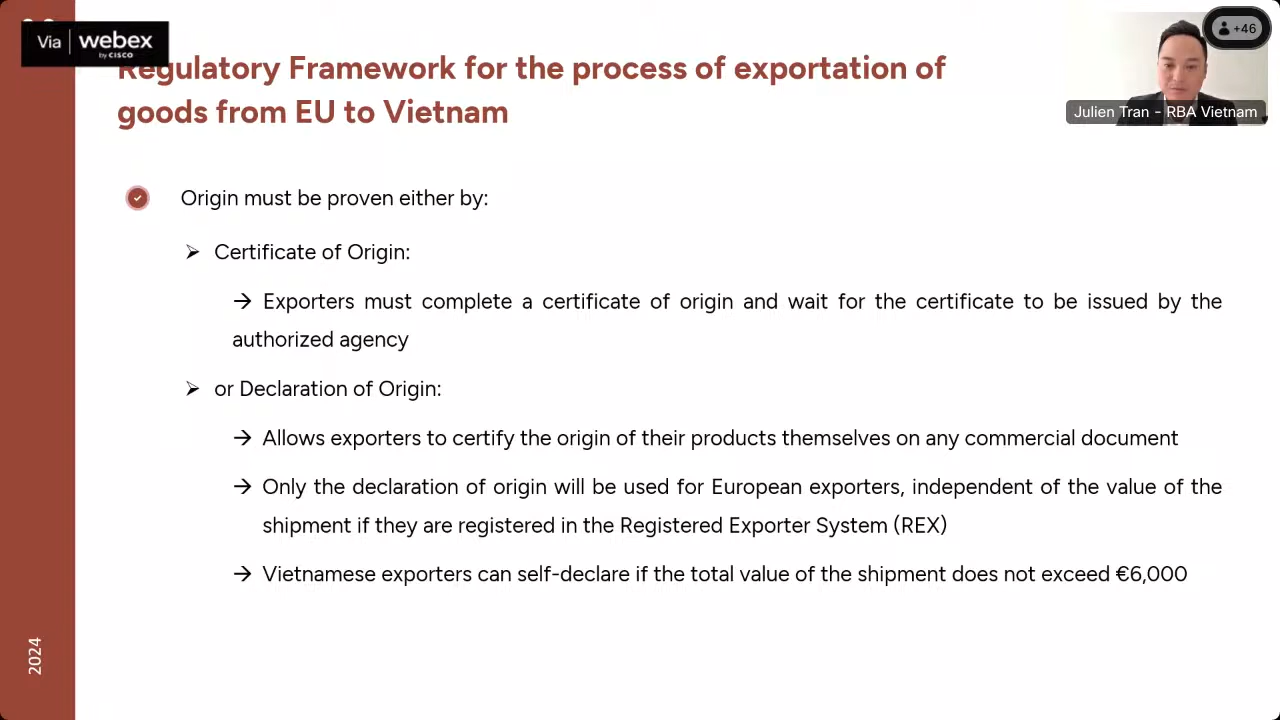 Via webex
by CISCO
Regulatory Framework for the process of exportation of
goods from EU to Vietnam
+46
Julien Tran - RBA Vietnam
Origin must be proven either by:
Certificate of Origin:
→ Exporters must complete a certificate of origin and wait for the certificate to be issued by the
authorized agency
or Declaration of Origin:
→ Allows exporters to certify the origin of their products themselves on any commercial document
→ Only the declaration of origin will be used for European exporters, independent of the value of the
shipment if they are registered in the Registered Exporter System (REX)
→ Vietnamese exporters can self-declare if the total value of the shipment does not exceed €6,000
2024